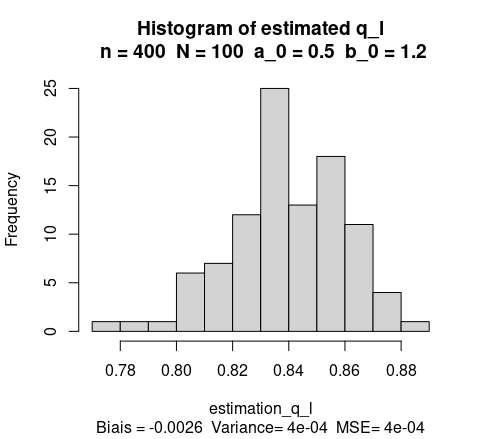 Histogram of estimated q_l
n = 400 N = 100 a_0 = 0.5 b_0 = 1.2
25
20
15
10
5
0
Frequency
0.78 0.80 0.82 0.84 0.86 0.88
estimation_q_l
Biais = -0.0026 Variance= 4e-04 MSE= 4e-04